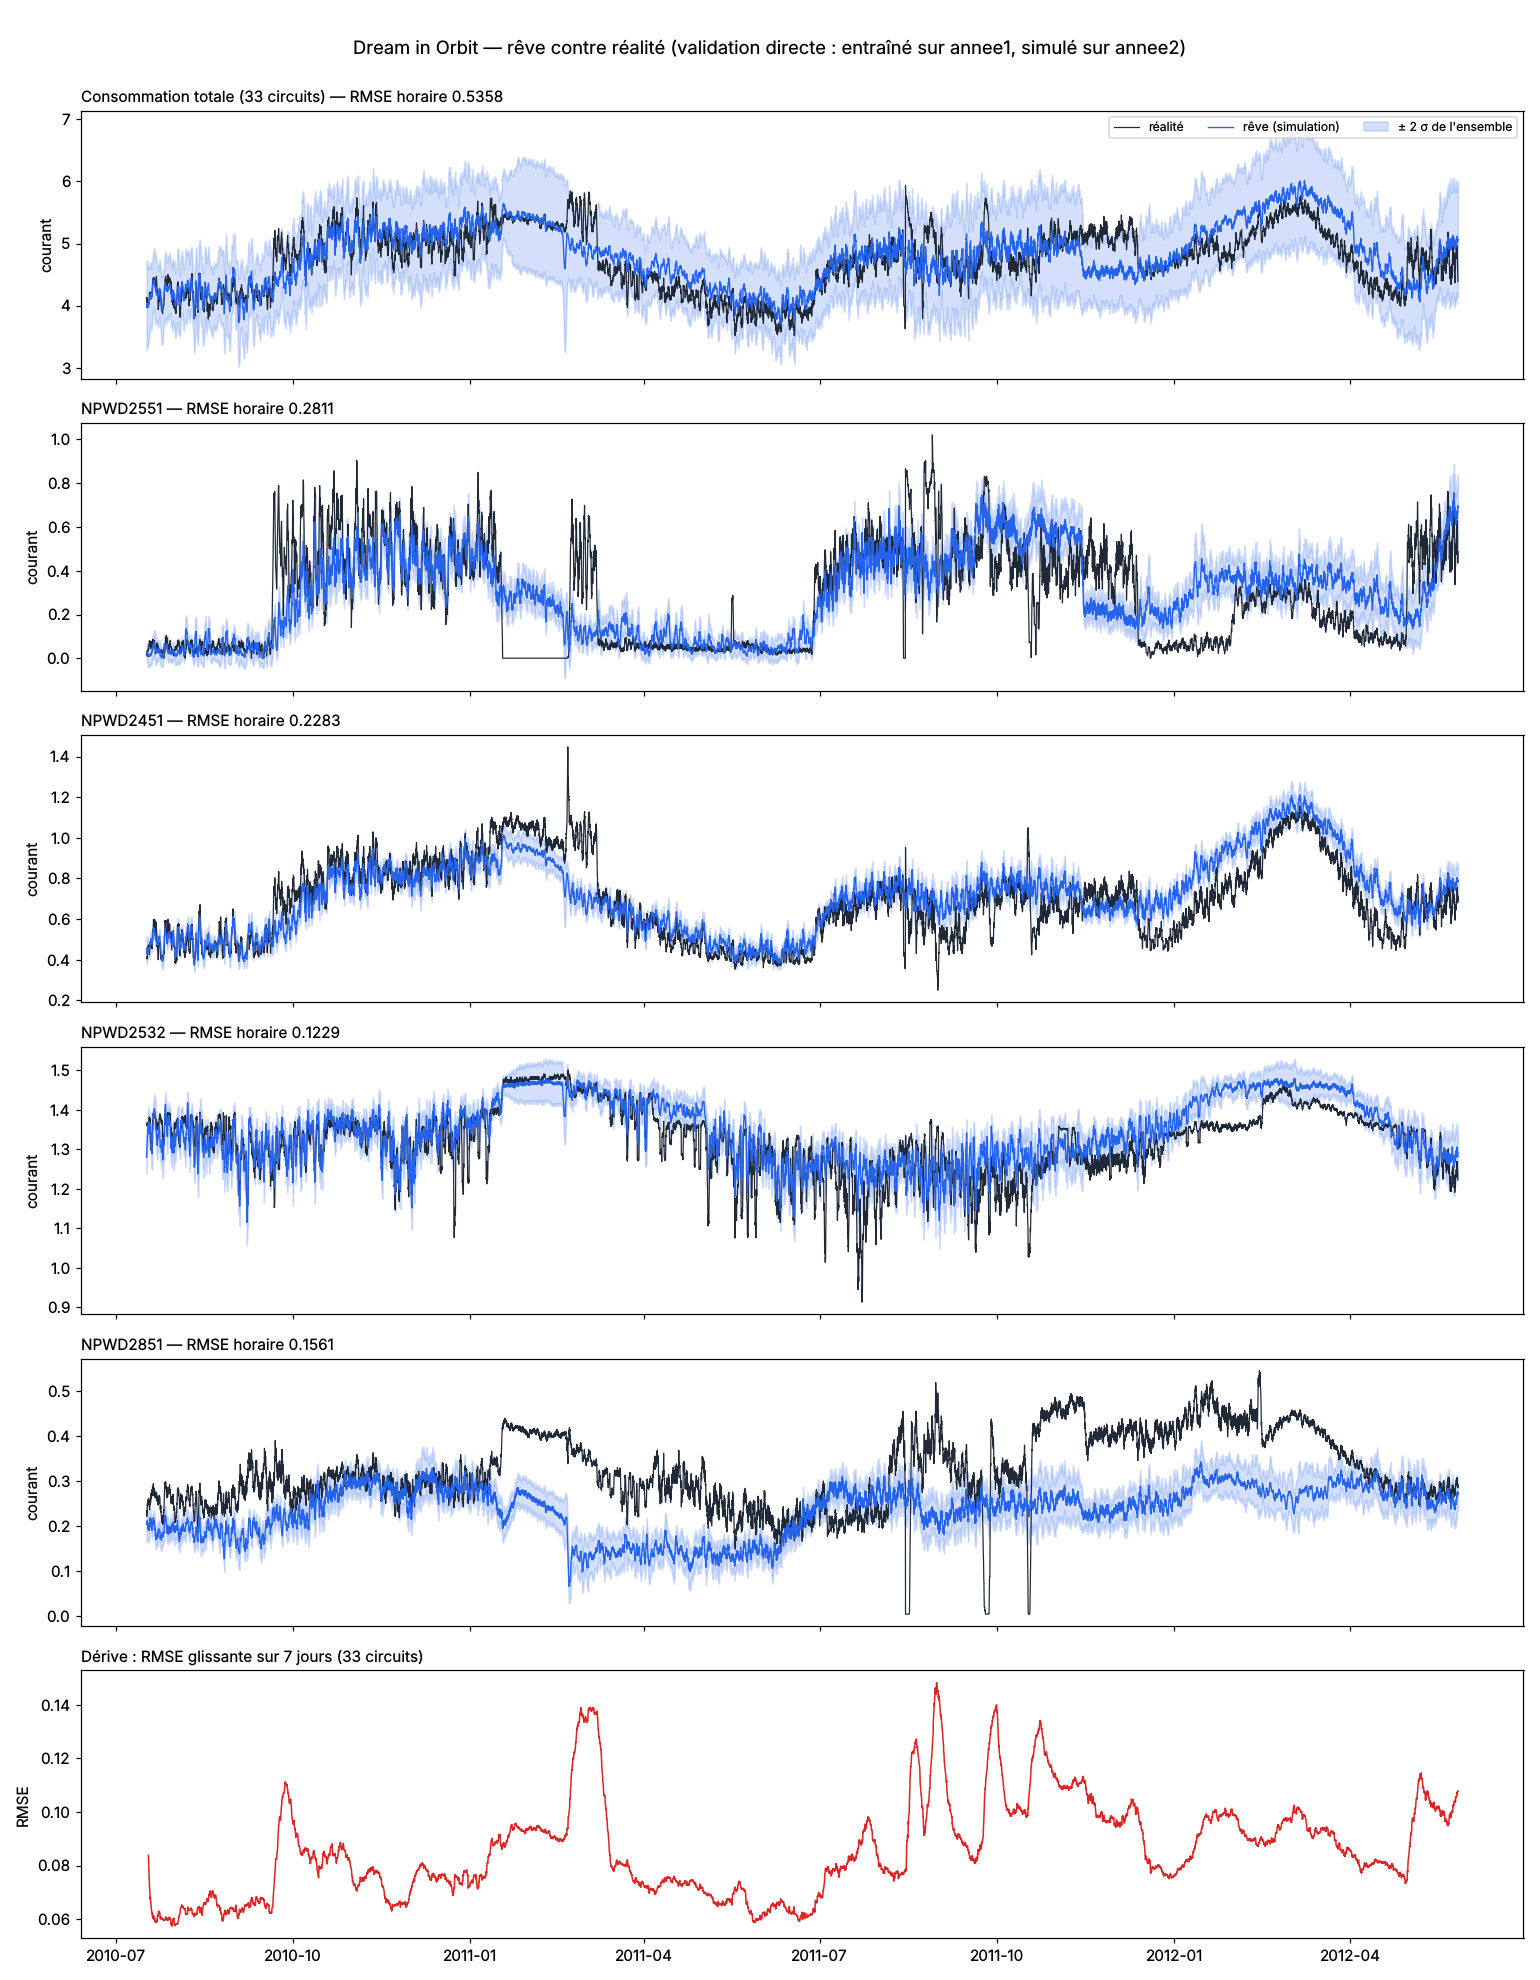 Dream in Orbit — rêve contre réalité (validation directe : entraîné sur annee1, simulé sur annee2)
Consommation totale (33 circuits) — RMSE horaire 0.5358
réalité
rêve (simulation)
± 2 σ de l'ensemble
courant
7
6
5
4
3
NPWD2551 — RMSE horaire 0.2811
courant
1.0
0.8
0.6
0.4
0.2
0.0
NPWD2451 — RMSE horaire 0.2283
courant
1.4
1.2
1.0
0.8
0.6
0.4
0.2
NPWD2532 — RMSE horaire 0.1229
courant
1.5
1.4
1.3
1.2
1.1
1.0
0.9
NPWD2851 — RMSE horaire 0.1561
courant
0.5
0.4
0.3
0.2
0.1
0.0
Dérive : RMSE glissante sur 7 jours (33 circuits)
RMSE
0.14
0.12
0.10
0.08
0.06
2010-07
2010-10
2011-01
2011-04
2011-07
2011-10
2012-01
2012-04